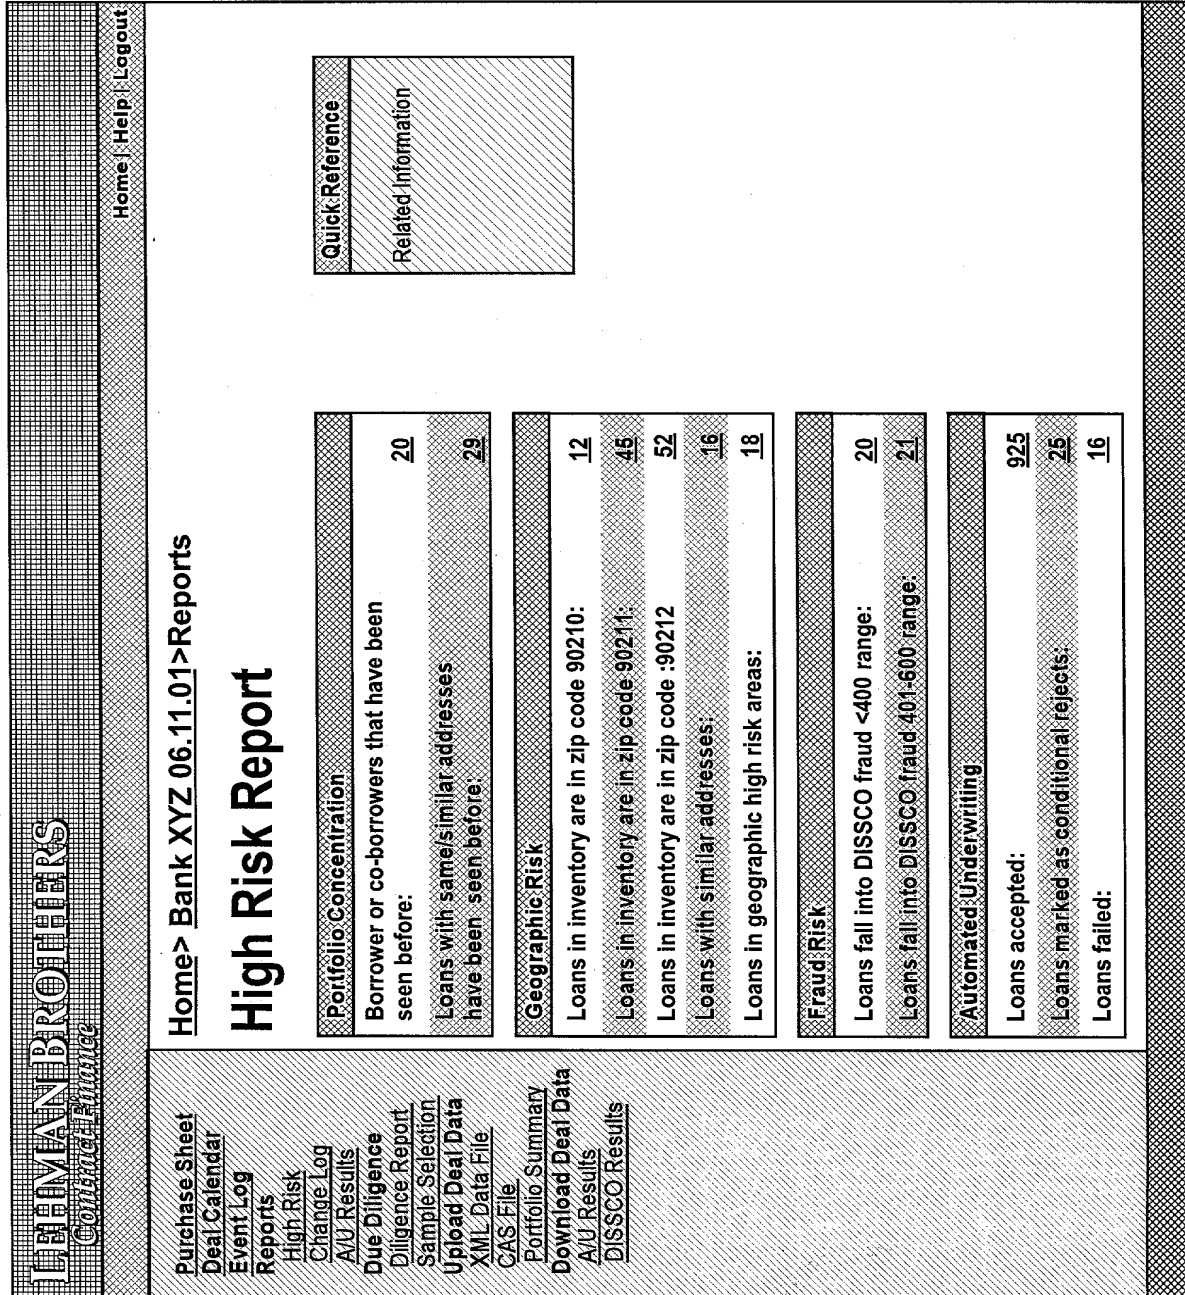 LEHMAN BROTHERS
Contract Finance
Home | Help | Logout
Purchase Sheet
Deal Calendar
Event Log
Reports
High Risk
Change Log
A/U Results
Due Diligence
Diligence Report
Sample Selection
Upload Deal Data
XML Data File
CAS File
Portfolio Summary
Download Deal Data
A/U Results
DISSCO Results
Home> Bank XYZ 06.11.01>Reports
High Risk Report
Portfolio Concentration
Borrower or co-borrowers that have been
seen before: 20
Loans with same/similar addresses
have been seen before: 29
Geographic Risk
Loans in inventory are in zip code 90210: 12
Loans in inventory are in zip code 90211: 45
Loans in inventory are in zip code :90212 52
Loans with similar addresses: 16
Loans in geographic high risk areas: 18
Fraud Risk
Loans fall into DISSCO fraud <400 range: 20
Loans fall into DISSCO fraud 401-600 range: 21
Automated Underwriting
Loans accepted: 925
Loans marked as conditional rejects: 25
Loans failed: 16
Quick Reference
Related Information